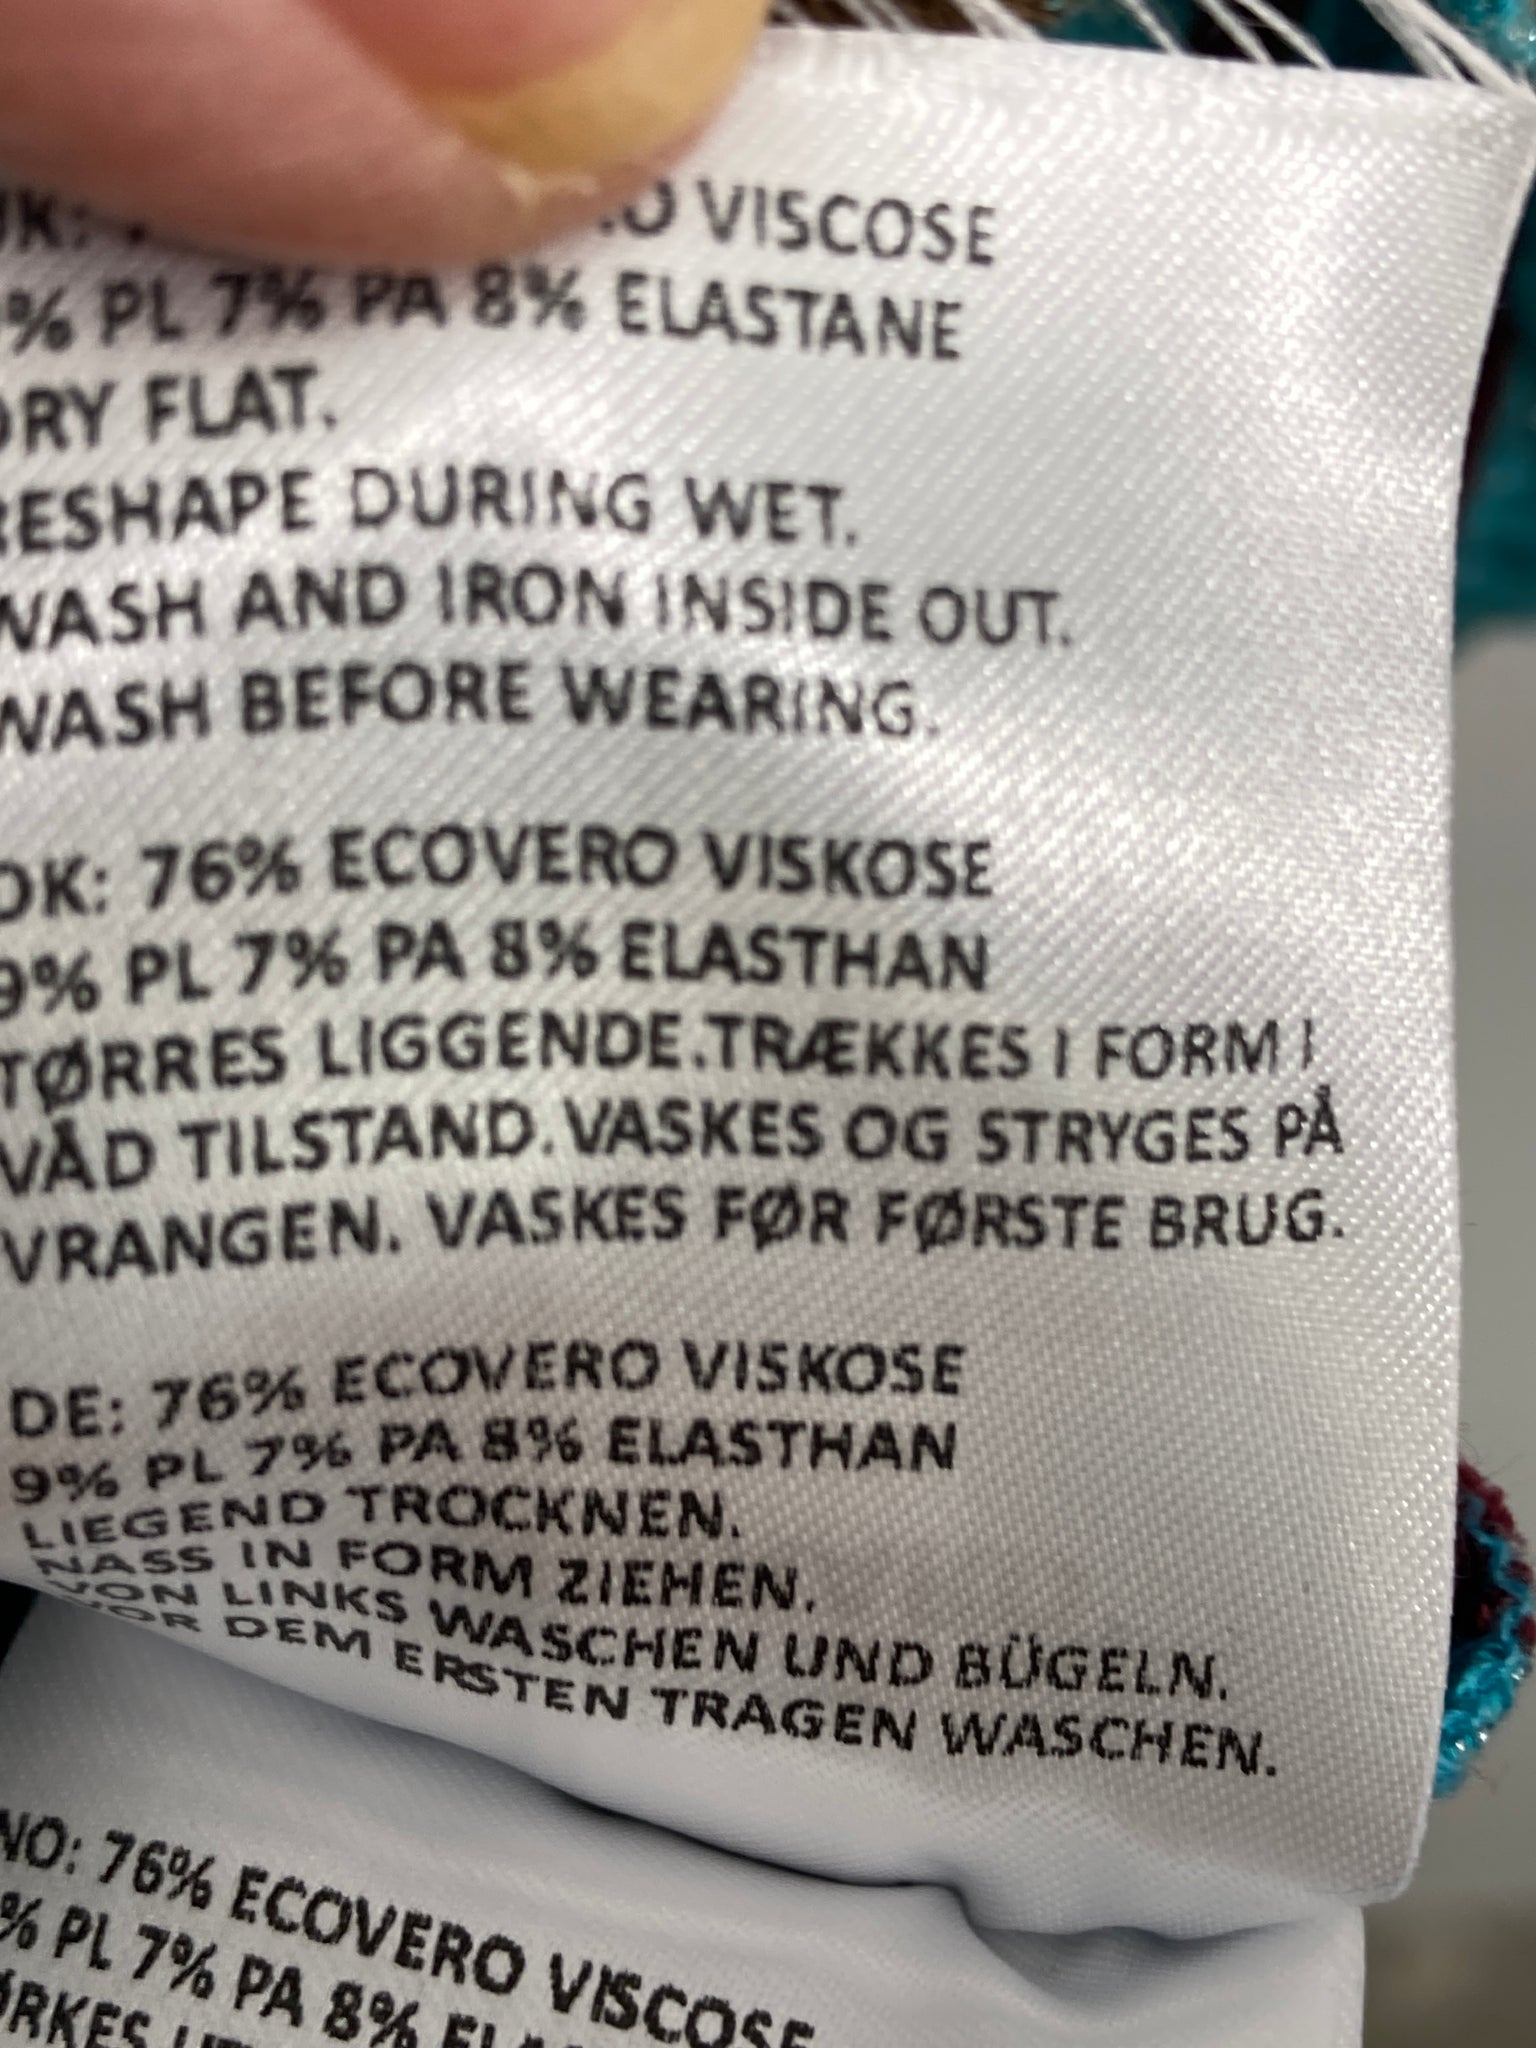 VISCOSE
% PL 7% PA 8% ELASTANE
DRY FLAT.
RESHAPE DURING WET.
WASH AND IRON INSIDE OUT.
WASH BEFORE WEARING.
DK: 76% ECOVERO VISKOSE
9% PL 7% PA 8% ELASTHAN
TØRRES LIGGENDE.TRÆKKES I FORM I
VÅD TILSTAND.VASKES OG STRYGES PÅ
VRANGEN. VASKES FØR FØRSTE BRUG.
DE: 76% ECOVERO VISKOSE
9% PL 7% PA 8% ELASTHAN
LIEGEND TROCKNEN.
NASS IN FORM ZIEHEN.
VON LINKS WASCHEN UND BÜGELN.
VOR DEM ERSTEN TRAGEN WASCHEN.
NO: 76% ECOVERO VISCOSE
% PL 7% PA 8%